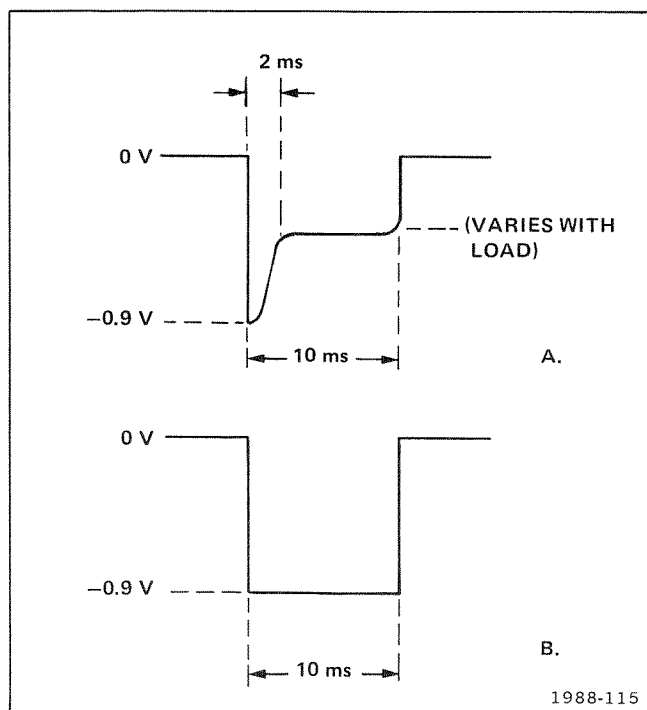 2 ms
0 V
(VARIES WITH
LOAD)
−0.9 V
10 ms
A.
0 V
−0.9 V
10 ms
B.
1988-115